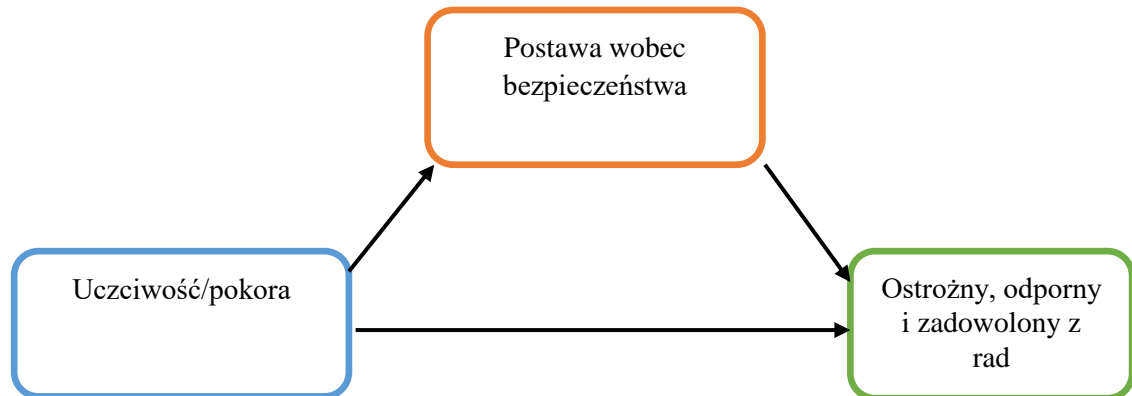 Postawa wobec
bezpieczeństwa
Uczciwość/pokora
Ostrożny, odporny
i zadowolony z
rad